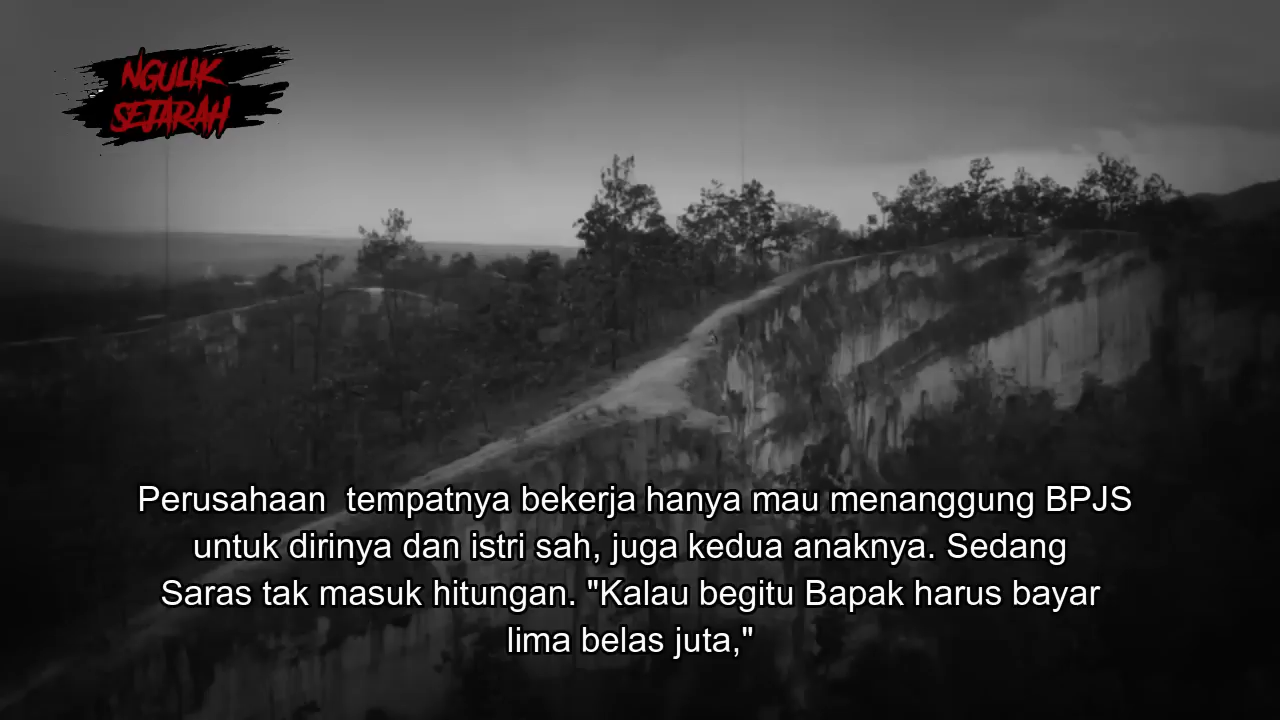 NGULIK
SEJARAH
Perusahaan  tempatnya bekerja hanya mau menanggung BPJS
untuk dirinya dan istri sah, juga kedua anaknya. Sedang
Saras tak masuk hitungan. "Kalau begitu Bapak harus bayar
lima belas juta,"